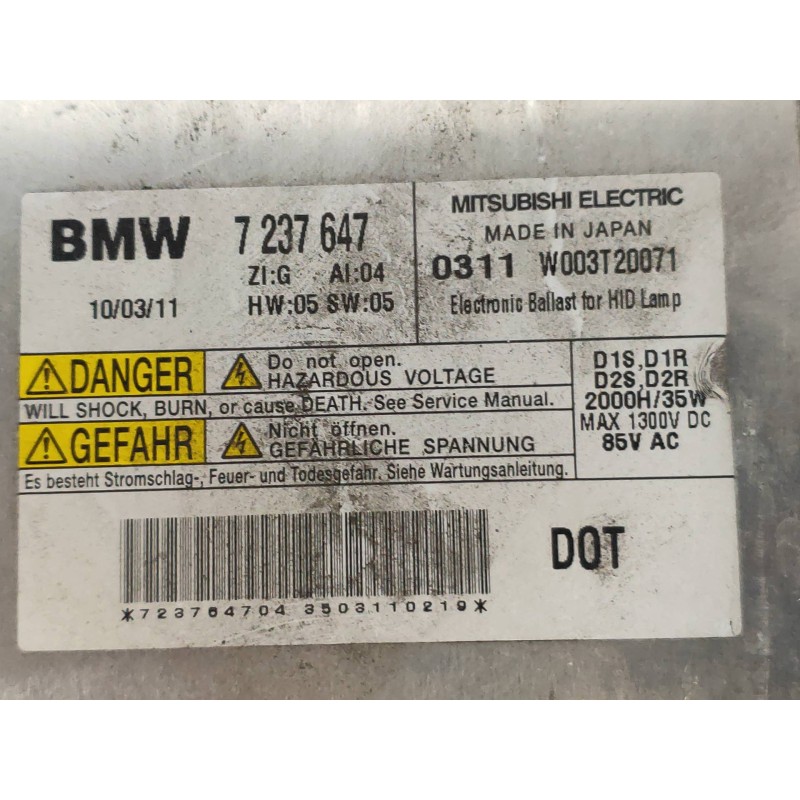 BMW 7 237 647
ZI:G AI:04
10/03/11 HW:05 SW:05
MITSUBISHI ELECTRIC
MADE IN JAPAN
0311 W003T20071
Electronic Ballast for HID Lamp
DANGER Do not open.
HAZARDOUS VOLTAGE
WILL SHOCK, BURN, or cause DEATH. See Service Manual.
GEFAHR Nicht öffnen.
GEFÄHRLICHE SPANNUNG
Es besteht Stromschlag-, Feuer- und Todesgefahr. Siehe Wartungsanleitung.
D1S,D1R
D2S,D2R
2000H/35W
MAX 1300V DC
85V AC
DOT
*723764704 3503110219*